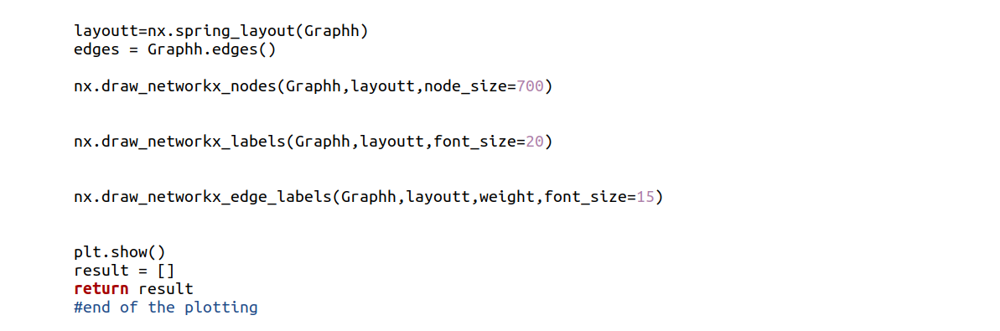 layoutt=nx.spring_layout(Graphh)
edges = Graphh.edges()
nx.draw_networkx_nodes(Graphh,layoutt,node_size=700)
nx.draw_networkx_labels(Graphh,layoutt,font_size=20)
nx.draw_networkx_edge_labels(Graphh,layoutt,weight,font_size=15)
plt.show()
result = []
return result
#end of the plotting